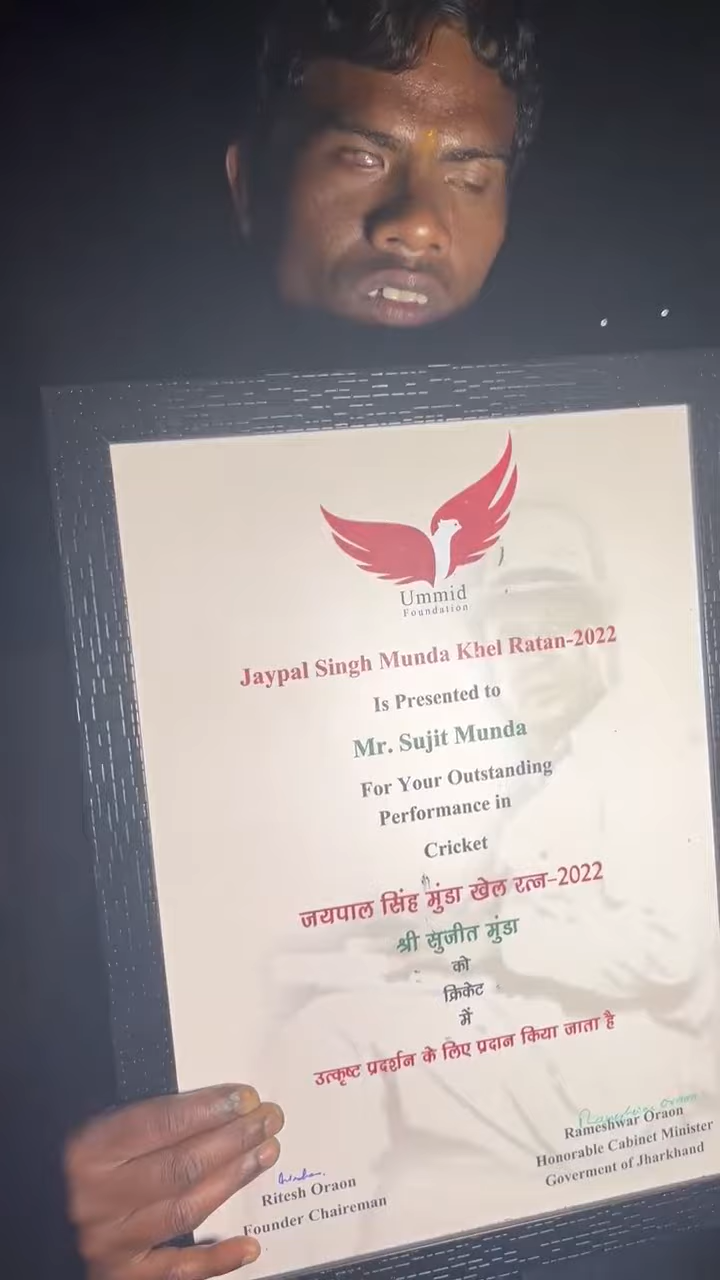 Ummid
Foundation
Jaypal Singh Munda Khel Ratan-2022
Is Presented to
Mr. Sujit Munda
For Your Outstanding
Performance in
Cricket
जयपाल सिंह मुंडा खेल रत्न-2022
श्री सुजीत मुंडा
को
क्रिकेट
में
उत्कृष्ट प्रदर्शन के लिए प्रदान किया जाता है
Ritesh Oraon
Founder Chaireman
Rameshwar Oraon
Rameshwar Oraon
Honorable Cabinet Minister
Goverment of Jharkhand